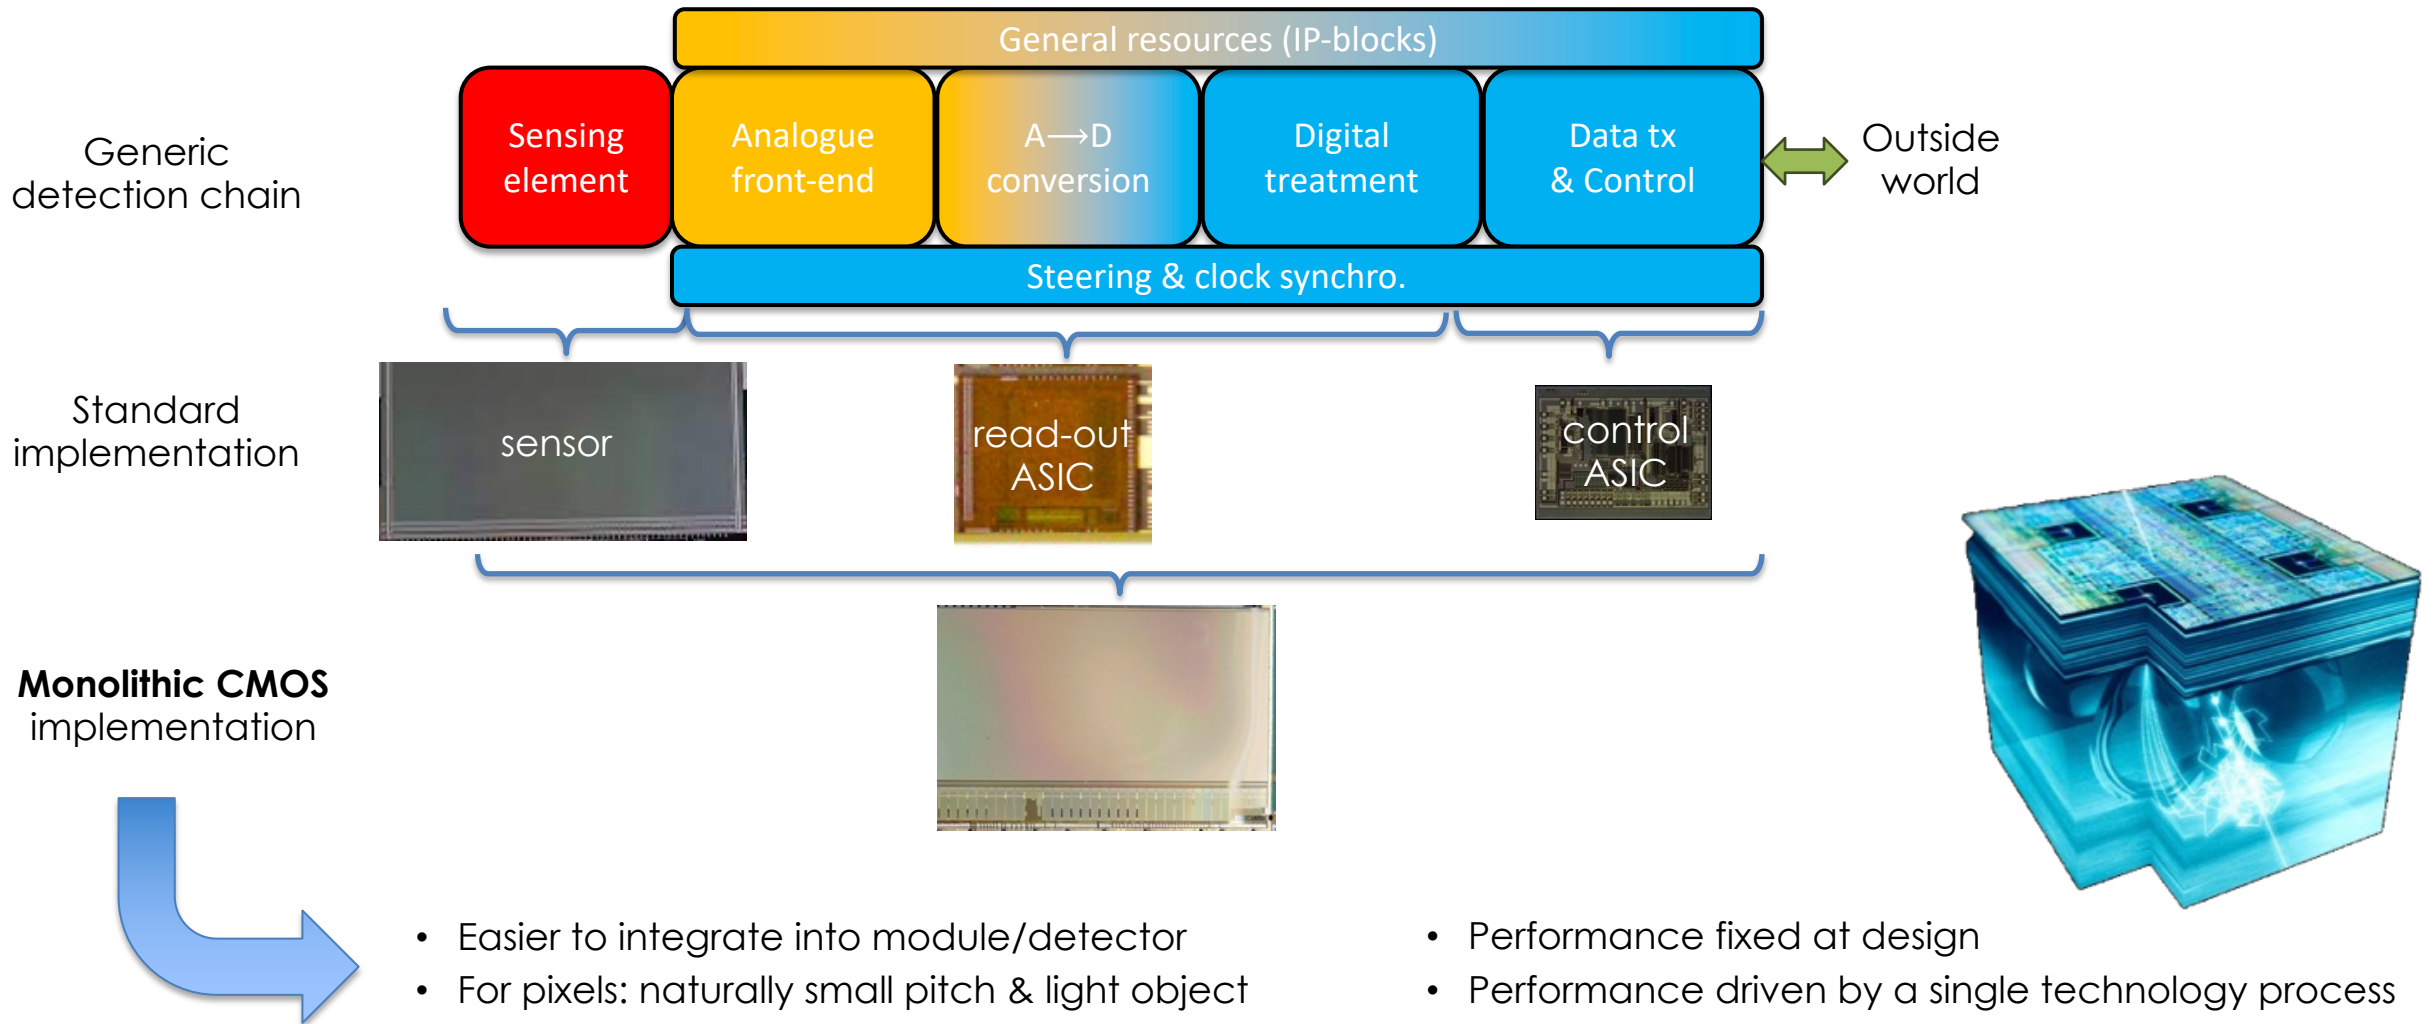 General resources (IP-blocks)
Generic
detection chain
Sensing
element
Analogue
front-end
A⟶D
conversion
Digital
treatment
Data tx
& Control
Outside
world
Steering & clock synchro.
Standard
implementation
sensor
read-out
ASIC
control
ASIC
Monolithic CMOS
implementation
• Easier to integrate into module/detector
• For pixels: naturally small pitch & light object
• Performance fixed at design
• Performance driven by a single technology process